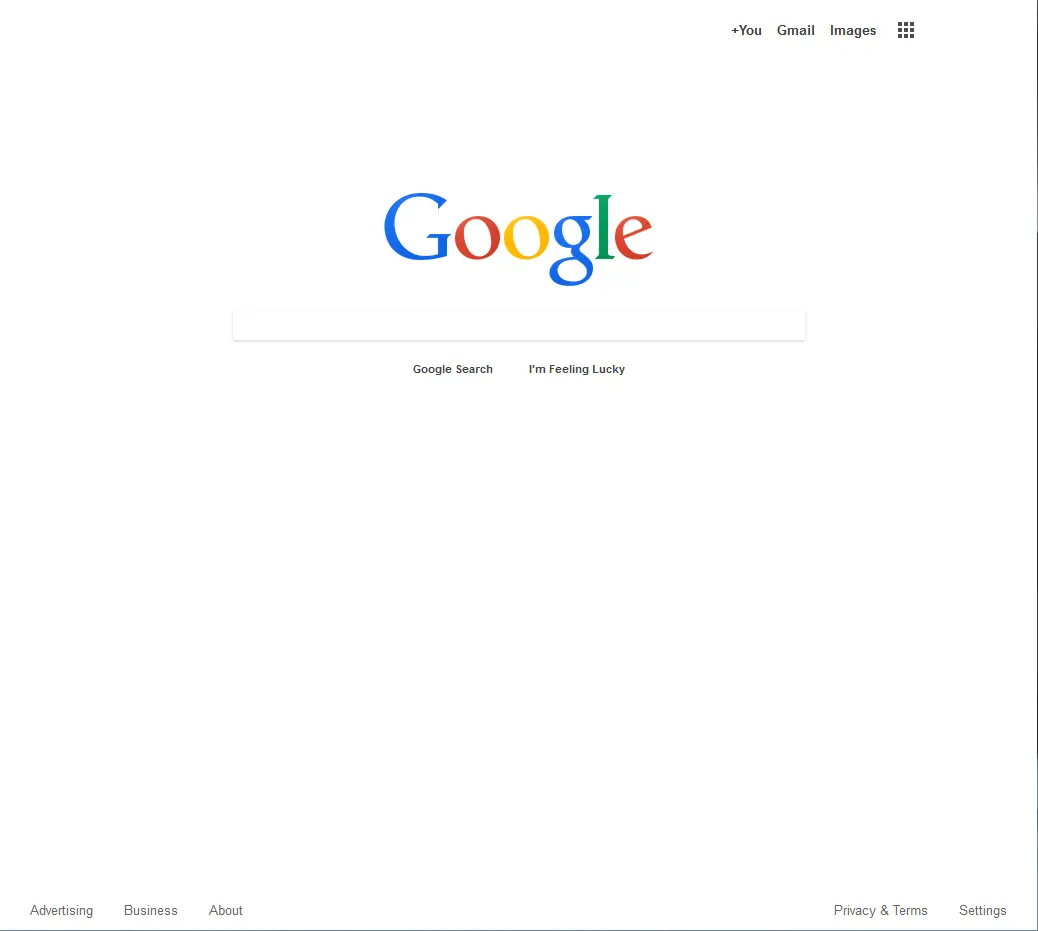 +You Gmail Images
Google
Google Search I'm Feeling Lucky
Advertising Business About Privacy & Terms Settings